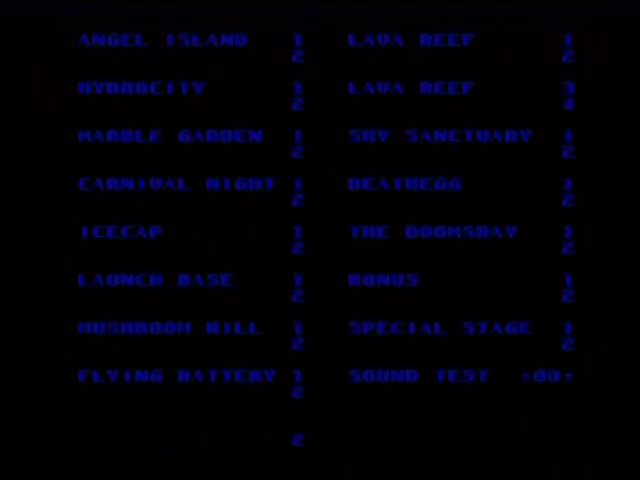 ANGEL ISLAND 1
2
HYDROCITY 1
2
MARBLE GARDEN 1
2
CARNIVAL NIGHT 1
2
ICECAP 1
2
LAUNCH BASE 1
2
MUSHROOM HILL 1
2
FLYING BATTERY 1
2
2
LAVA REEF 1
2
LAVA REEF 3
4
SKY SANCTUARY 1
2
DEATHEGG 1
2
THE DOOMSDAY 1
2
BONUS 1
2
SPECIAL STAGE 1
2
SOUND TEST *00*